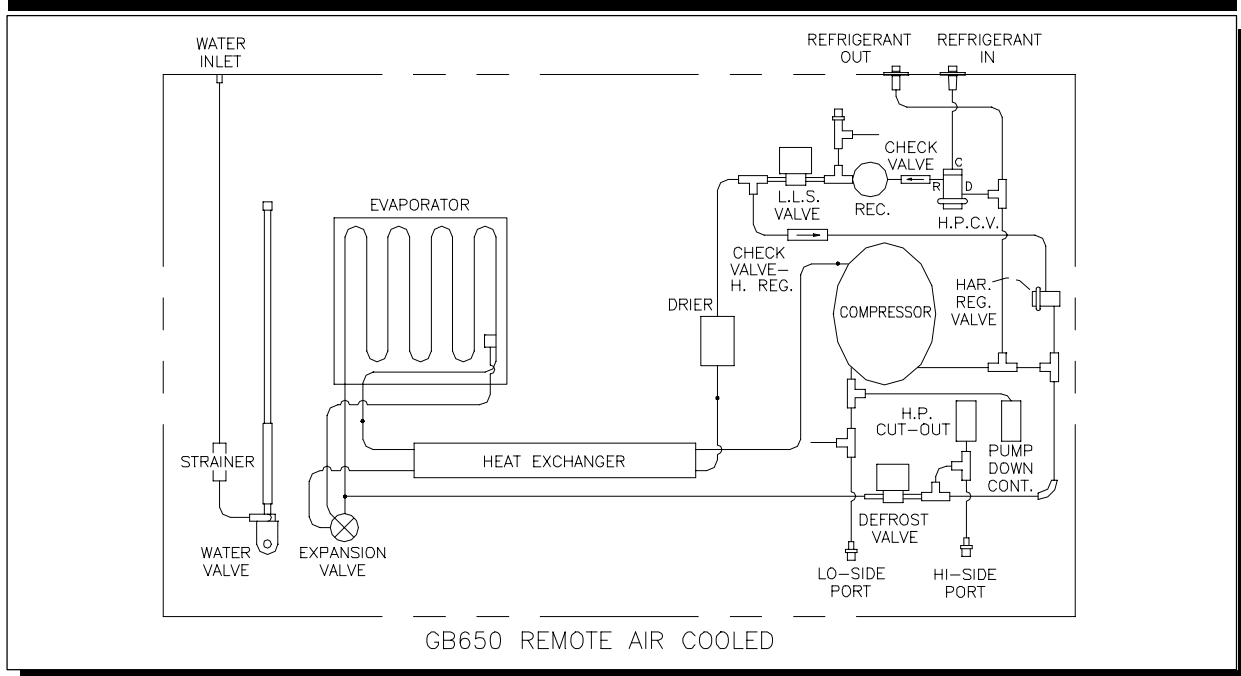 WATER
INLET
REFRIGERANT
OUT
REFRIGERANT
IN
CHECK
VALVE
C
R
D
L.L.S.
VALVE
REC.
H.P.C.V.
EVAPORATOR
CHECK
VALVE–
H. REG.
HAR.
REG.
VALVE
DRIER
COMPRESSOR
H.P.
CUT–OUT
PUMP
DOWN
CONT.
STRAINER
HEAT EXCHANGER
DEFROST
VALVE
WATER
VALVE
EXPANSION
VALVE
LO–SIDE
PORT
HI–SIDE
PORT
GB650 REMOTE AIR COOLED